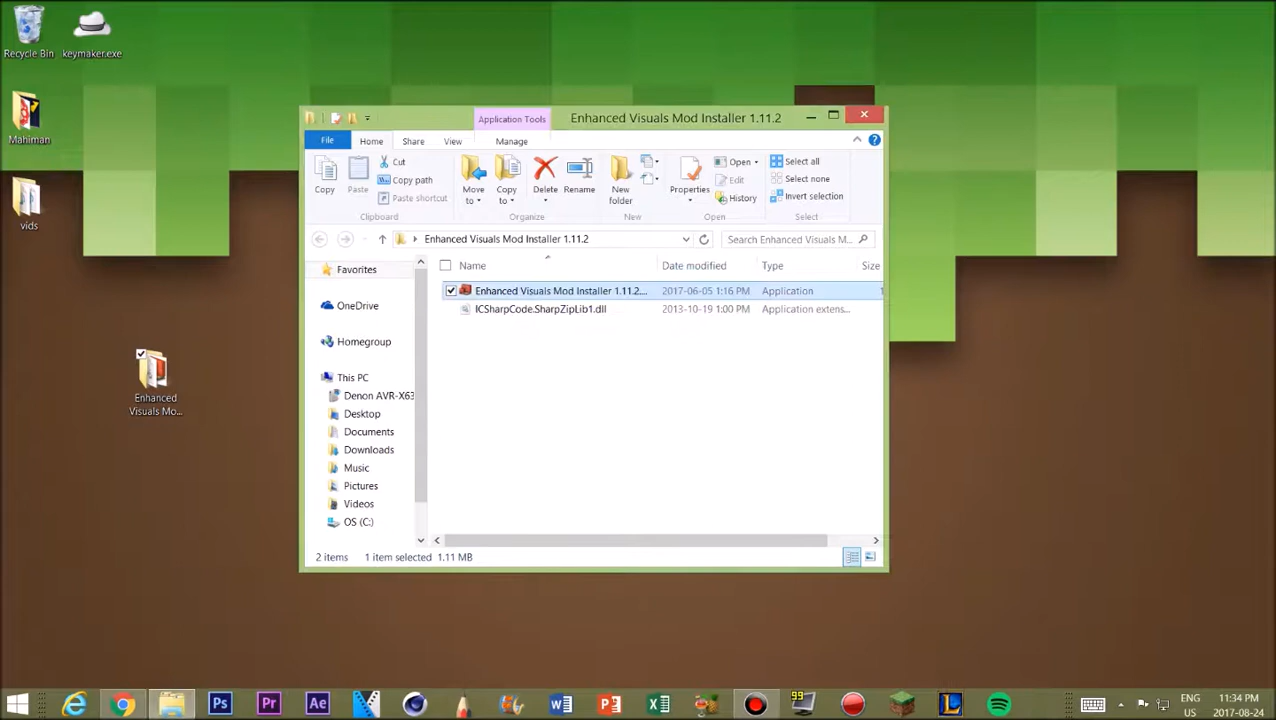 Recycle Bin
keymaker.exe
Mahiman
vids
Enhanced
Visuals Mo...
Application Tools
Enhanced Visuals Mod Installer 1.11.2
File
Home
Share
View
Manage
Copy
Paste
Cut
Copy path
Paste shortcut
Clipboard
Move
to
Copy
to
Delete
Rename
Organize
New
folder
New
Properties
Open
Edit
History
Open
Select all
Select none
Invert selection
Select
Enhanced Visuals Mod Installer 1.11.2
Search Enhanced Visuals M...
Name
Date modified
Type
Size
Enhanced Visuals Mod Installer 1.11.2....
2017-06-05 1:16 PM
Application
1
ICSharpCode.SharpZipLib1.dll
2013-10-19 1:00 PM
Application extens...
Favorites
OneDrive
Homegroup
This PC
Denon AVR-X63
Desktop
Documents
Downloads
Music
Pictures
Videos
OS (C:)
2 items
1 item selected 1.11 MB
Ps
Pr
Ae
99
L
ENG
US
11:34 PM
2017-08-24